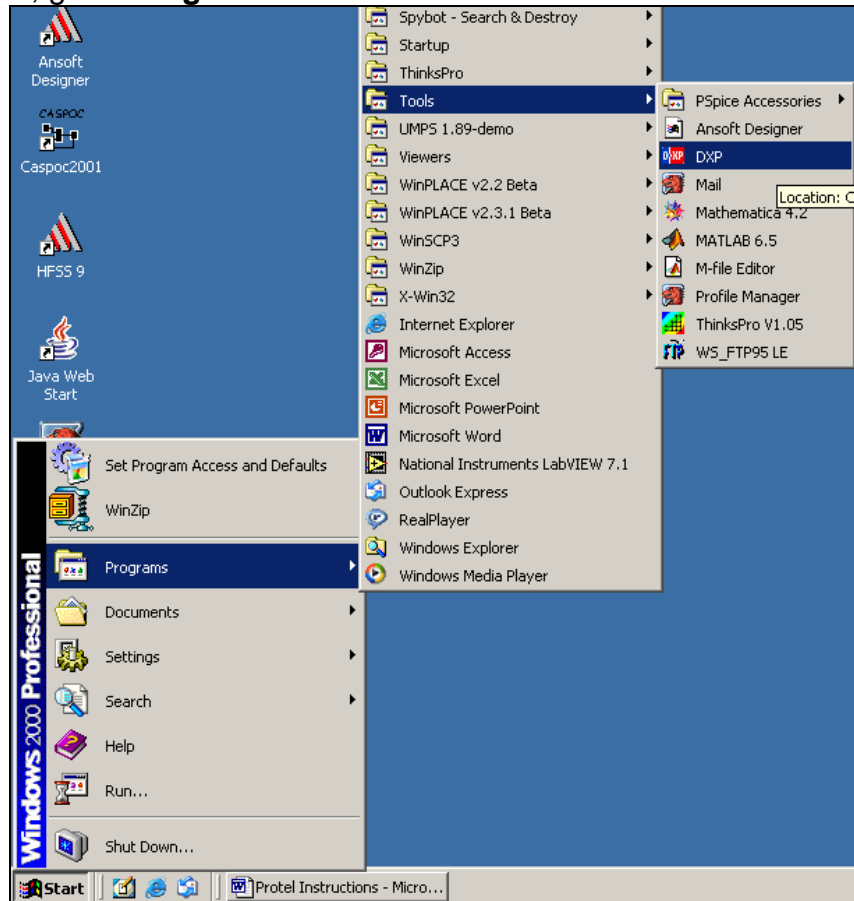 Ansoft
Designer
CASPOC
Caspoc2001
HFSS 9
Java Web
Start
Spybot - Search & Destroy
Startup
ThinksPro
Tools
UMPS 1.89-demo
Viewers
WinPLACE v2.2 Beta
WinPLACE v2.3.1 Beta
WinSCP3
WinZip
X-Win32
Internet Explorer
Microsoft Access
Microsoft Excel
Microsoft PowerPoint
Microsoft Word
National Instruments LabVIEW 7.1
Outlook Express
RealPlayer
Windows Explorer
Windows Media Player
PSpice Accessories
Ansoft Designer
DXP
Mail
Location: C
Mathematica 4.2
MATLAB 6.5
M-file Editor
Profile Manager
ThinksPro V1.05
WS_FTP95 LE
Set Program Access and Defaults
WinZip
Programs
Documents
Settings
Search
Help
Run...
Shut Down...
Windows 2000 Professional
Start
Protel Instructions - Micro...